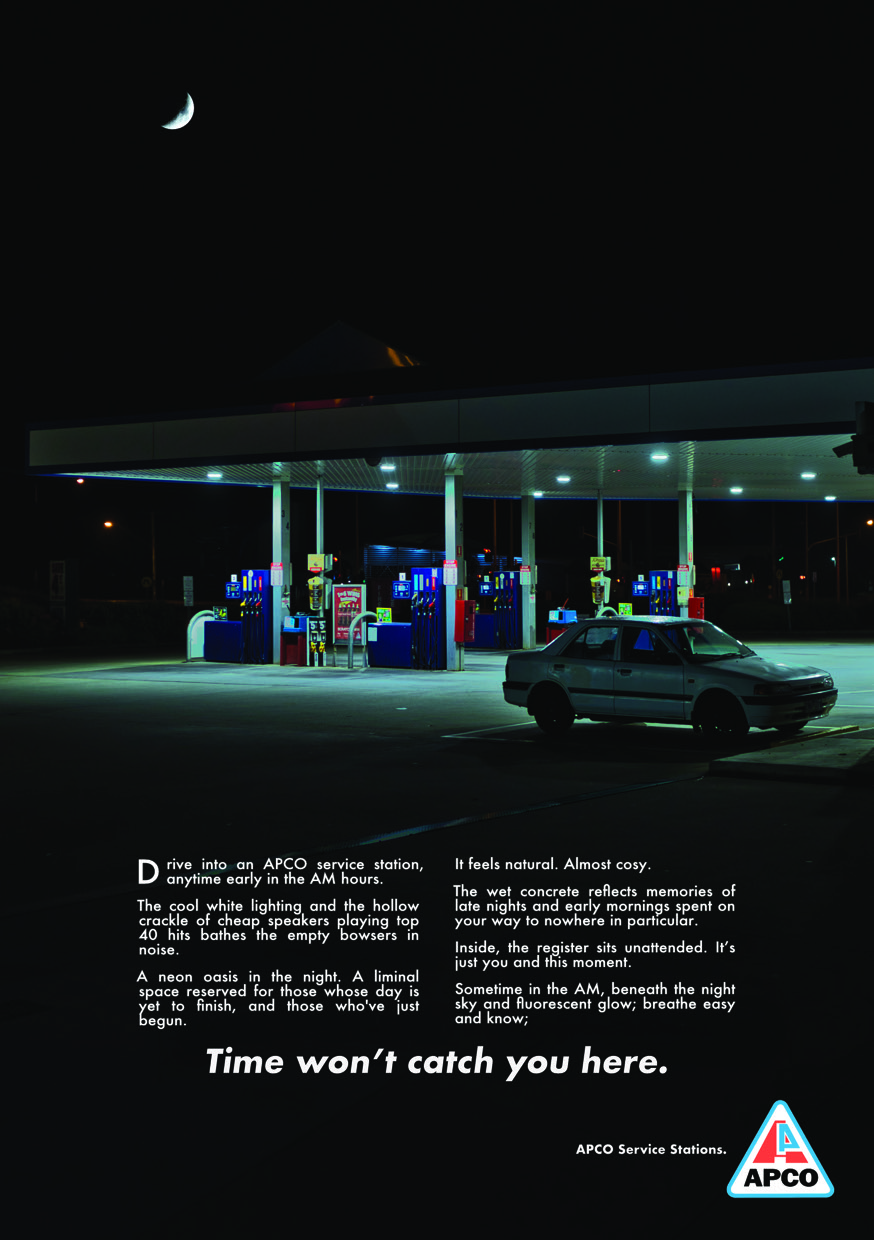 Drive into an APCO service station,
anytime early in the AM hours.
The cool white lighting and the hollow
crackle of cheap speakers playing top
40 hits bathes the empty bowsers in
noise.
A neon oasis in the night. A liminal
space reserved for those whose day is
yet to finish, and those who've just
begun.
It feels natural. Almost cosy.
The wet concrete reflects memories of
late nights and early mornings spent on
your way to nowhere in particular.
Inside, the register sits unattended. It’s
just you and this moment.
Sometime in the AM, beneath the night
sky and fluorescent glow; breathe easy
and know;
Time won’t catch you here.
APCO Service Stations.
APCO